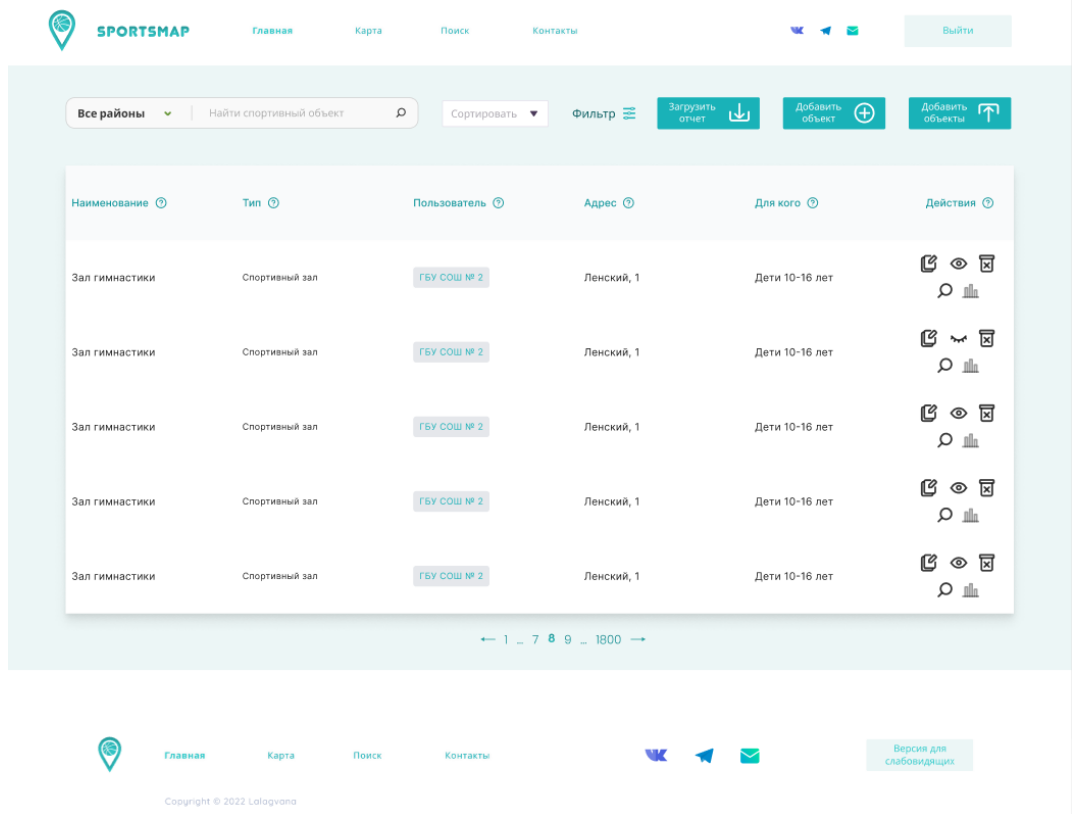 SPORTSMAP
Главная Карта Поиск Контакты
Выйти
Все районы Найти спортивный объект
Сортировать
Фильтр
Загрузить
отчет
Добавить
объект
Добавить
объекты
Наименование Тип Пользователь Адрес Для кого Действия
Зал гимнастики Спортивный зал ГБУ СОШ № 2 Ленский, 1 Дети 10-16 лет
Зал гимнастики Спортивный зал ГБУ СОШ № 2 Ленский, 1 Дети 10-16 лет
Зал гимнастики Спортивный зал ГБУ СОШ № 2 Ленский, 1 Дети 10-16 лет
Зал гимнастики Спортивный зал ГБУ СОШ № 2 Ленский, 1 Дети 10-16 лет
Зал гимнастики Спортивный зал ГБУ СОШ № 2 Ленский, 1 Дети 10-16 лет
← 1 ... 7 8 9 ... 1800 →
Главная Карта Поиск Контакты
Версия для
слабовидящих
Copyright © 2022 Lalagvana